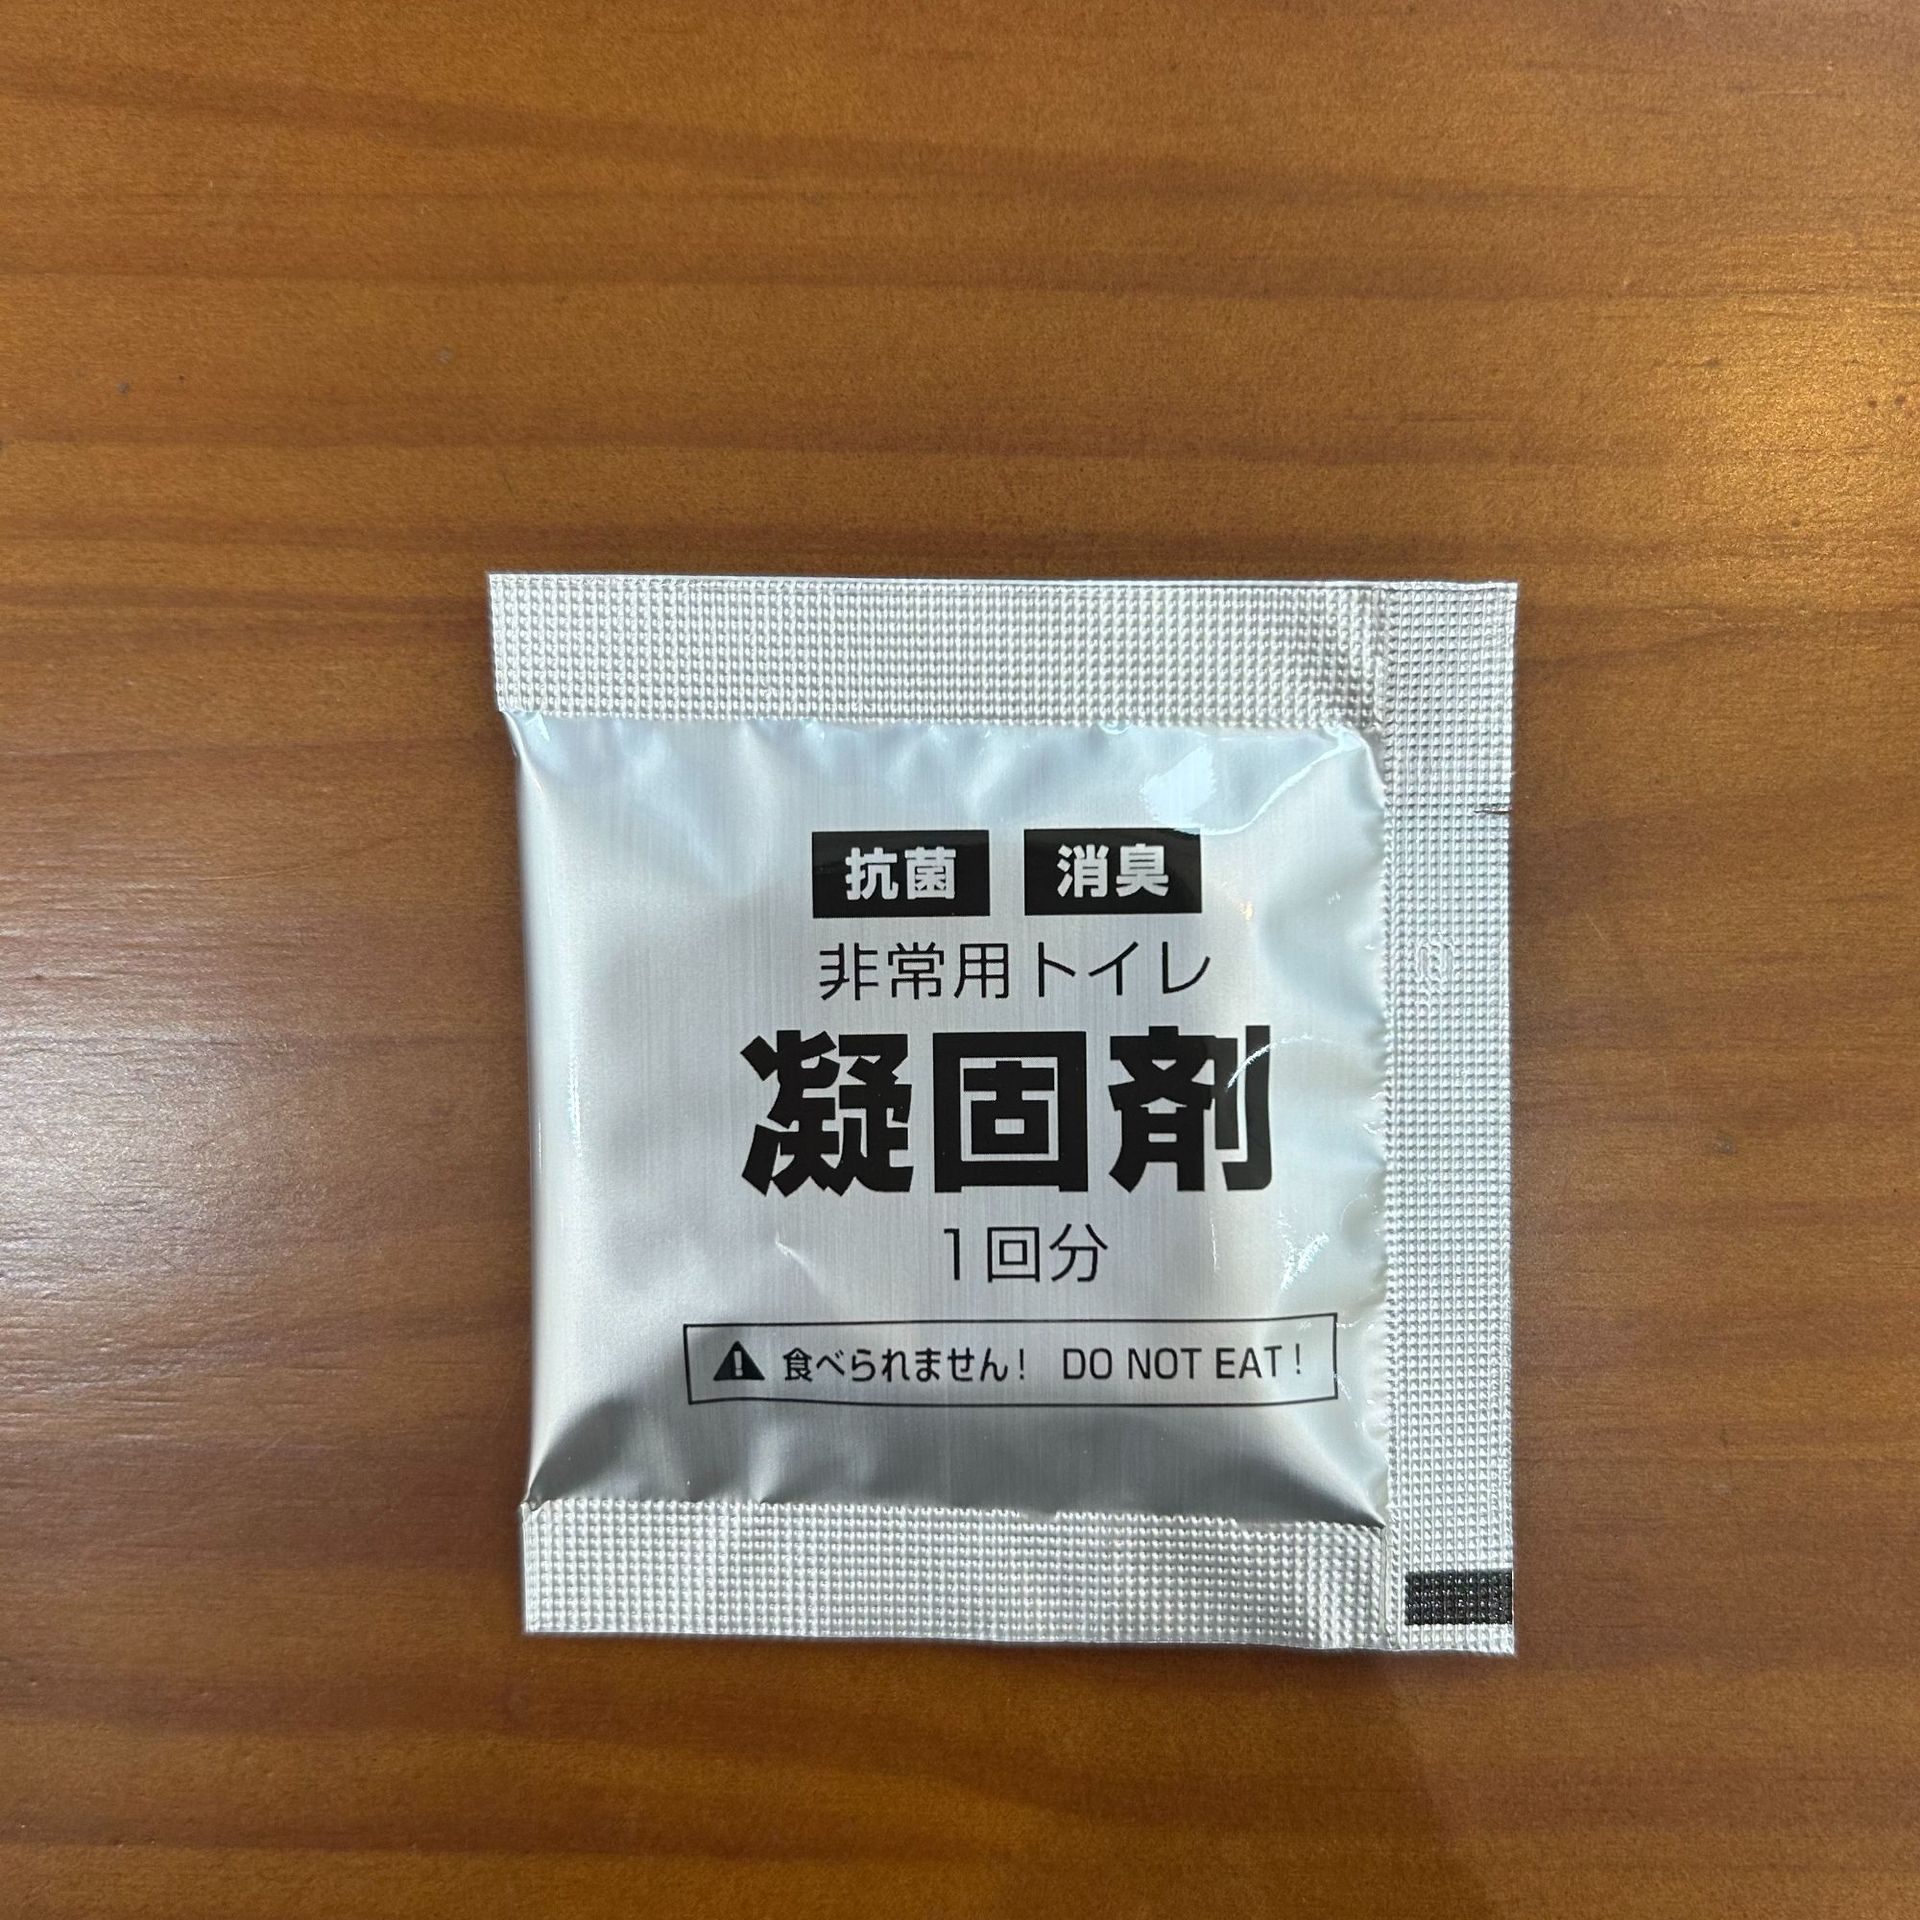 抗菌 消臭
非常用トイレ
凝固剤
1回分
食べられません! DO NOT EAT!